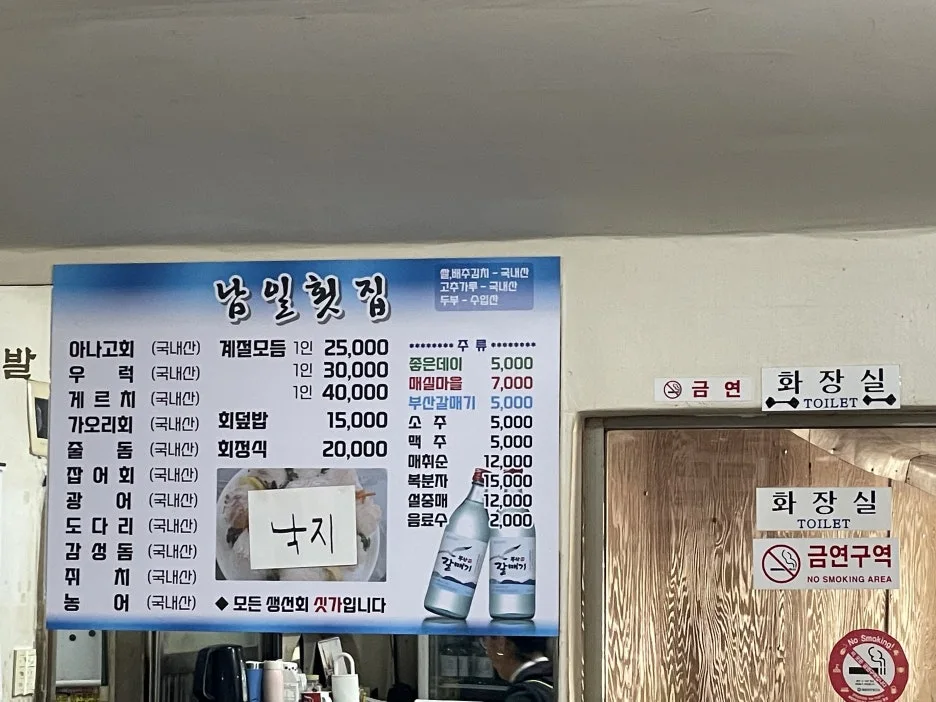 남일횟집
쌀,배추김치 - 국내산
고추가루 - 국내산
두부 - 수입산
아나고회 (국내산)
우럭 (국내산)
게르치 (국내산)
가오리회 (국내산)
줄돔 (국내산)
잡어회 (국내산)
광어 (국내산)
도다리 (국내산)
감성돔 (국내산)
쥐치 (국내산)
농어 (국내산)
계절모듬 1인 25,000
1인 30,000
1인 40,000
회덮밥 15,000
회정식 20,000
낙지
◆ 모든 생선회 싯가입니다
주 류
좋은데이 5,000
매실마을 7,000
부산갈매기 5,000
소주 5,000
맥주 5,000
매취순 12,000
복분자 15,000
설중매 12,000
음료수 2,000
부산 갈매기
부산 갈매기
발
금연
화장실
TOILET
화장실
TOILET
금연구역
NO SMOKING AREA
No Smoking!